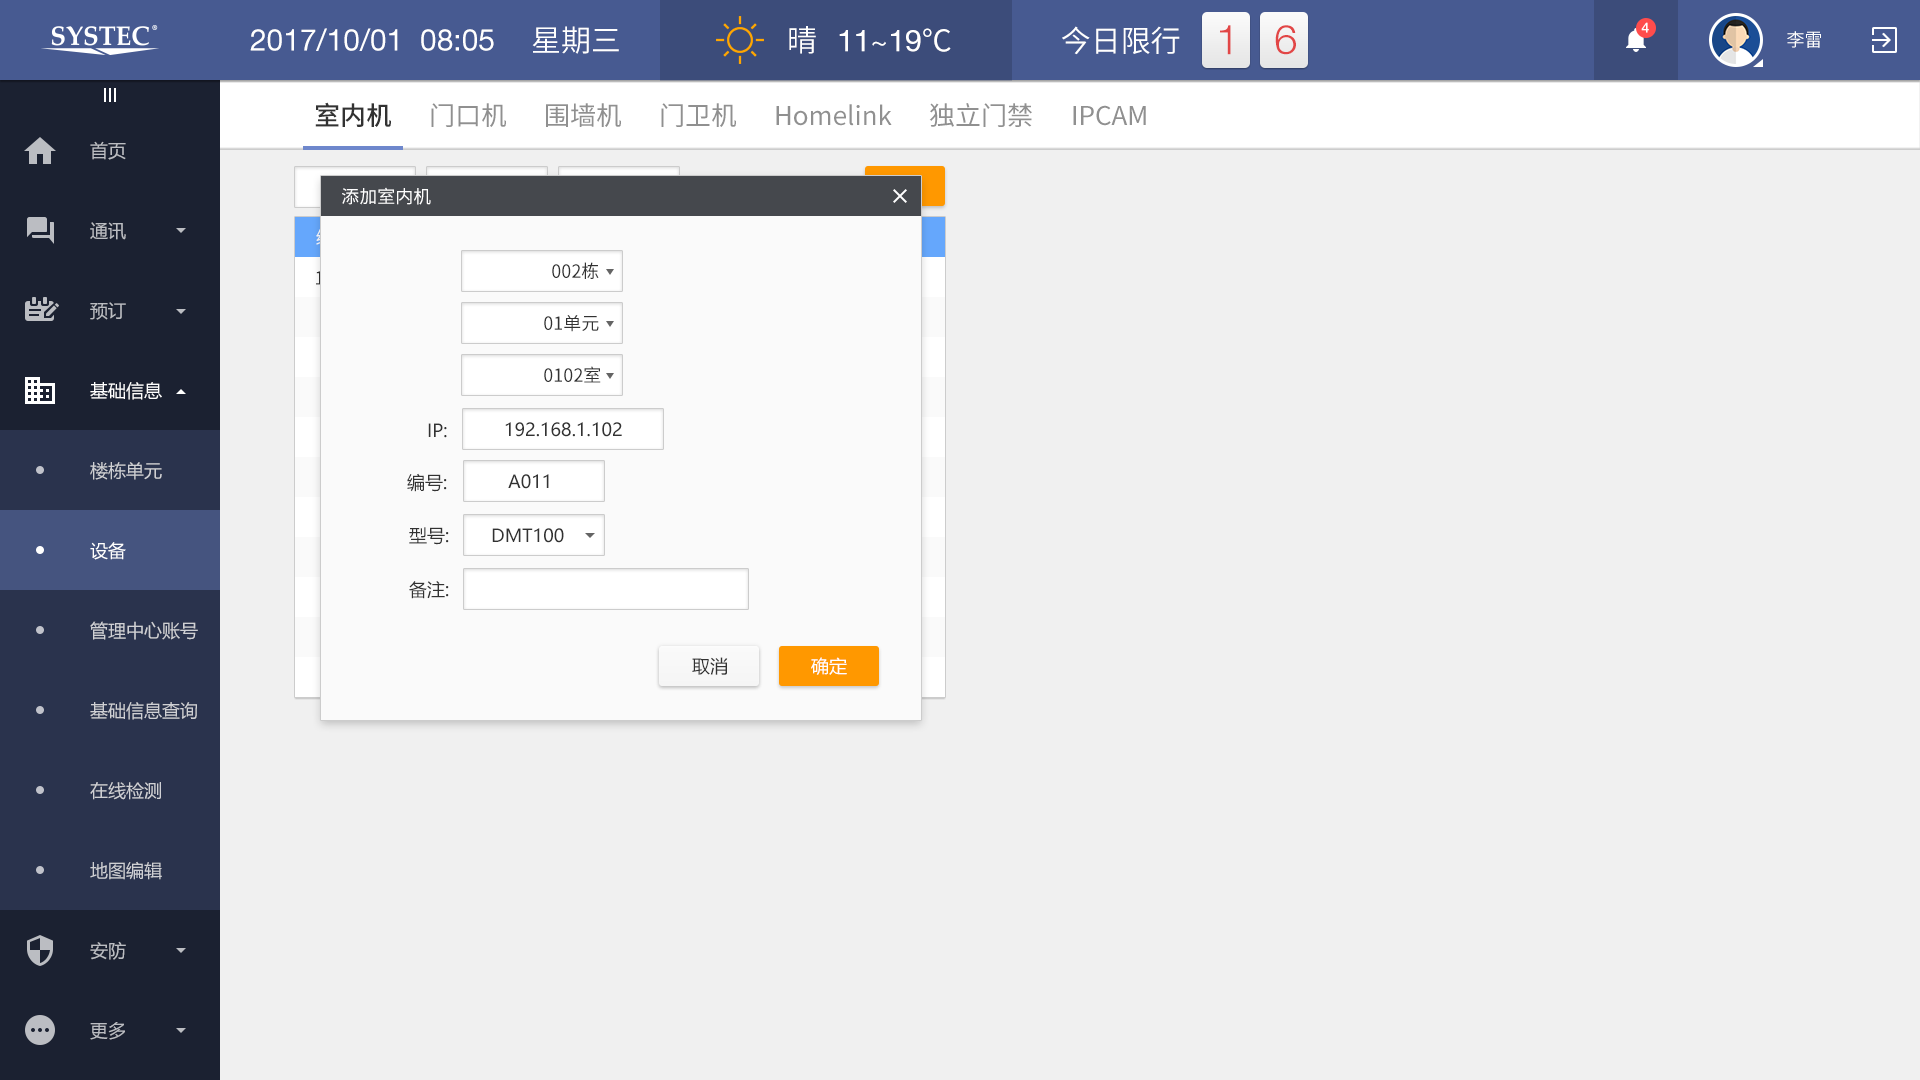 SYSTEC®
2017/10/01 08:05 星期三
晴 11~19℃
今日限行 1 6
4
李雷
首页
通讯
预订
基础信息
楼栋单元
设备
管理中心账号
基础信息查询
在线检测
地图编辑
安防
更多
室内机 门口机 围墙机 门卫机 Homelink 独立门禁 IPCAM
添加室内机
002栋
01单元
0102室
IP: 192.168.1.102
编号: A011
型号: DMT100
备注:
取消 确定